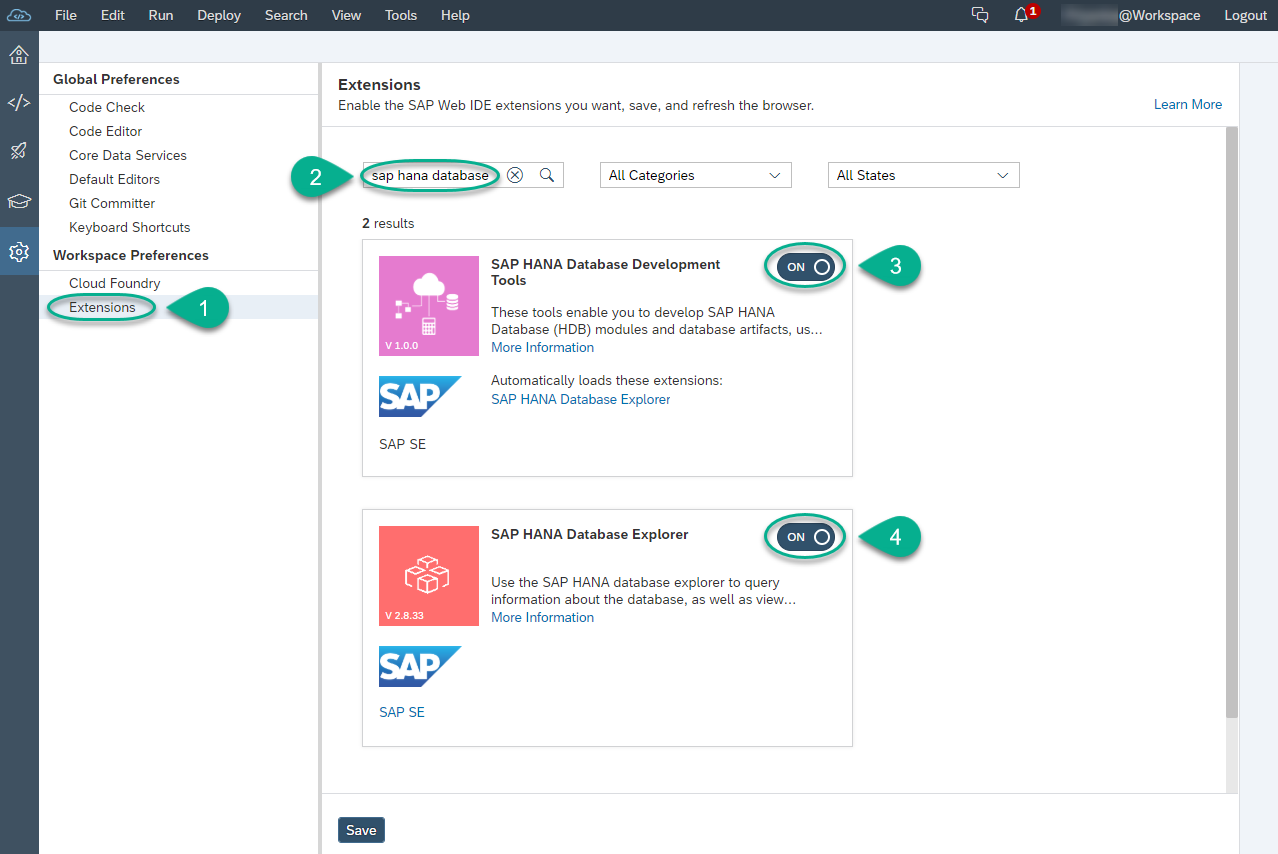 File Edit Run Deploy Search View Tools Help 1 @Workspace Logout
Global Preferences
Code Check
Code Editor
Core Data Services
Default Editors
Git Committer
Keyboard Shortcuts
Workspace Preferences
Cloud Foundry
Extensions
1
Extensions
Enable the SAP Web IDE extensions you want, save, and refresh the browser.
Learn More
2
sap hana database
All Categories
All States
2 results
SAP HANA Database Development
Tools
ON
3
These tools enable you to develop SAP HANA
Database (HDB) modules and database artifacts, us...
More Information
V 1.0.0
Automatically loads these extensions:
SAP HANA Database Explorer
SAP
SAP SE
SAP HANA Database Explorer
ON
4
Use the SAP HANA database explorer to query
information about the database, as well as view...
More Information
V 2.8.33
SAP
SAP SE
Save